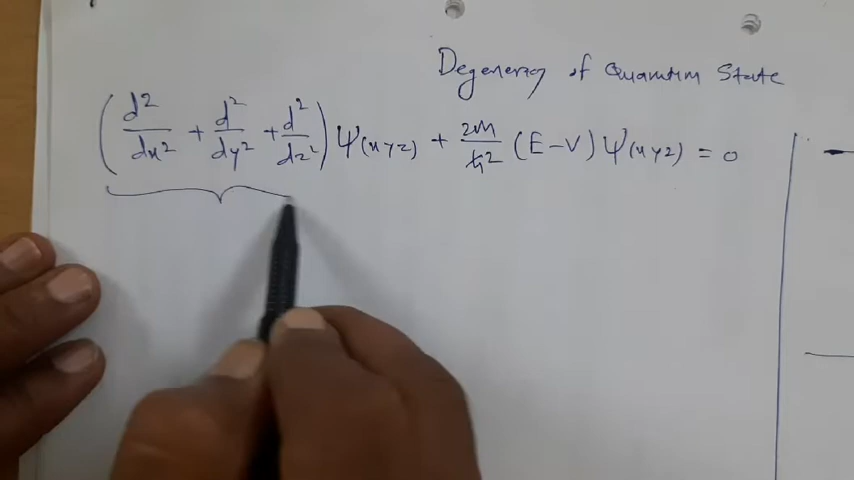 Degeneracy of Quantum State
(d²/dx² + d²/dy² + d²/dz²) Ψ(xyz) + 2m/ħ² (E-V) Ψ(xyz) = 0